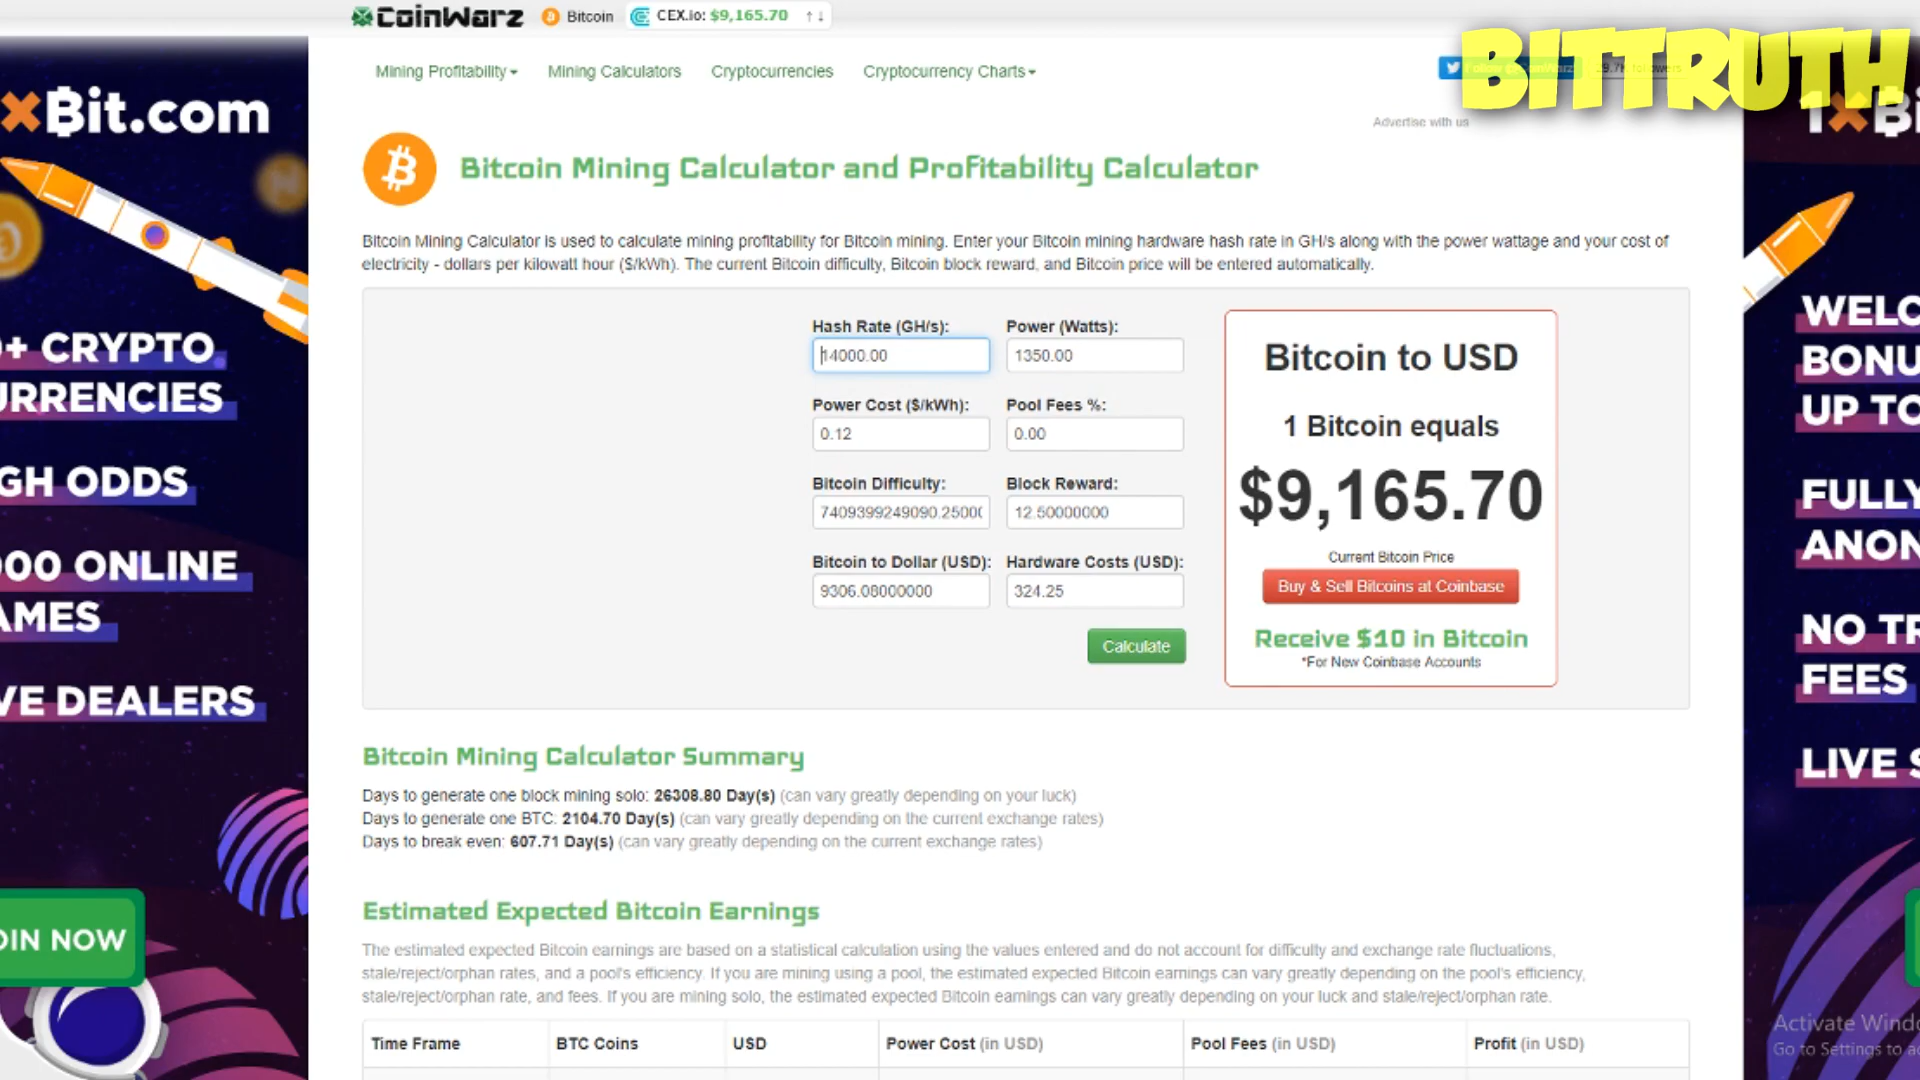 CoinWarz Bitcoin CEX.io: $9,165.70
BITTRUTH
Mining Profitability Mining Calculators Cryptocurrencies Cryptocurrency Charts
29.7K followers
Advertise with us
xBit.com
1xBi
Bitcoin Mining Calculator and Profitability Calculator
Bitcoin Mining Calculator is used to calculate mining profitability for Bitcoin mining. Enter your Bitcoin mining hardware hash rate in GH/s along with the power wattage and your cost of
electricity - dollars per kilowatt hour ($/kWh). The current Bitcoin difficulty, Bitcoin block reward, and Bitcoin price will be entered automatically.
Hash Rate (GH/s): Power (Watts):
14000.00 1350.00
Power Cost ($/kWh): Pool Fees %:
0.12 0.00
Bitcoin Difficulty: Block Reward:
7409399249090.2500( 12.50000000
Bitcoin to Dollar (USD): Hardware Costs (USD):
9306.08000000 324.25
Calculate
Bitcoin to USD
1 Bitcoin equals
$9,165.70
Current Bitcoin Price
Buy & Sell Bitcoins at Coinbase
Receive $10 in Bitcoin
*For New Coinbase Accounts
+ CRYPTO
URRENCIES
GH ODDS
000 ONLINE
AMES
VE DEALERS
OIN NOW
WELC
BONU
UP TO
FULLY
ANON
NO TR
FEES
LIVE S
Bitcoin Mining Calculator Summary
Days to generate one block mining solo: 26308.80 Day(s) (can vary greatly depending on your luck)
Days to generate one BTC: 2104.70 Day(s) (can vary greatly depending on the current exchange rates)
Days to break even: 607.71 Day(s) (can vary greatly depending on the current exchange rates)
Estimated Expected Bitcoin Earnings
The estimated expected Bitcoin earnings are based on a statistical calculation using the values entered and do not account for difficulty and exchange rate fluctuations,
stale/reject/orphan rates, and a pool's efficiency. If you are mining using a pool, the estimated expected Bitcoin earnings can vary greatly depending on the pool's efficiency,
stale/reject/orphan rate, and fees. If you are mining solo, the estimated expected Bitcoin earnings can vary greatly depending on your luck and stale/reject/orphan rate.
Time Frame BTC Coins USD Power Cost (in USD) Pool Fees (in USD) Profit (in USD)
Activate Windo
Go to Settings to ac